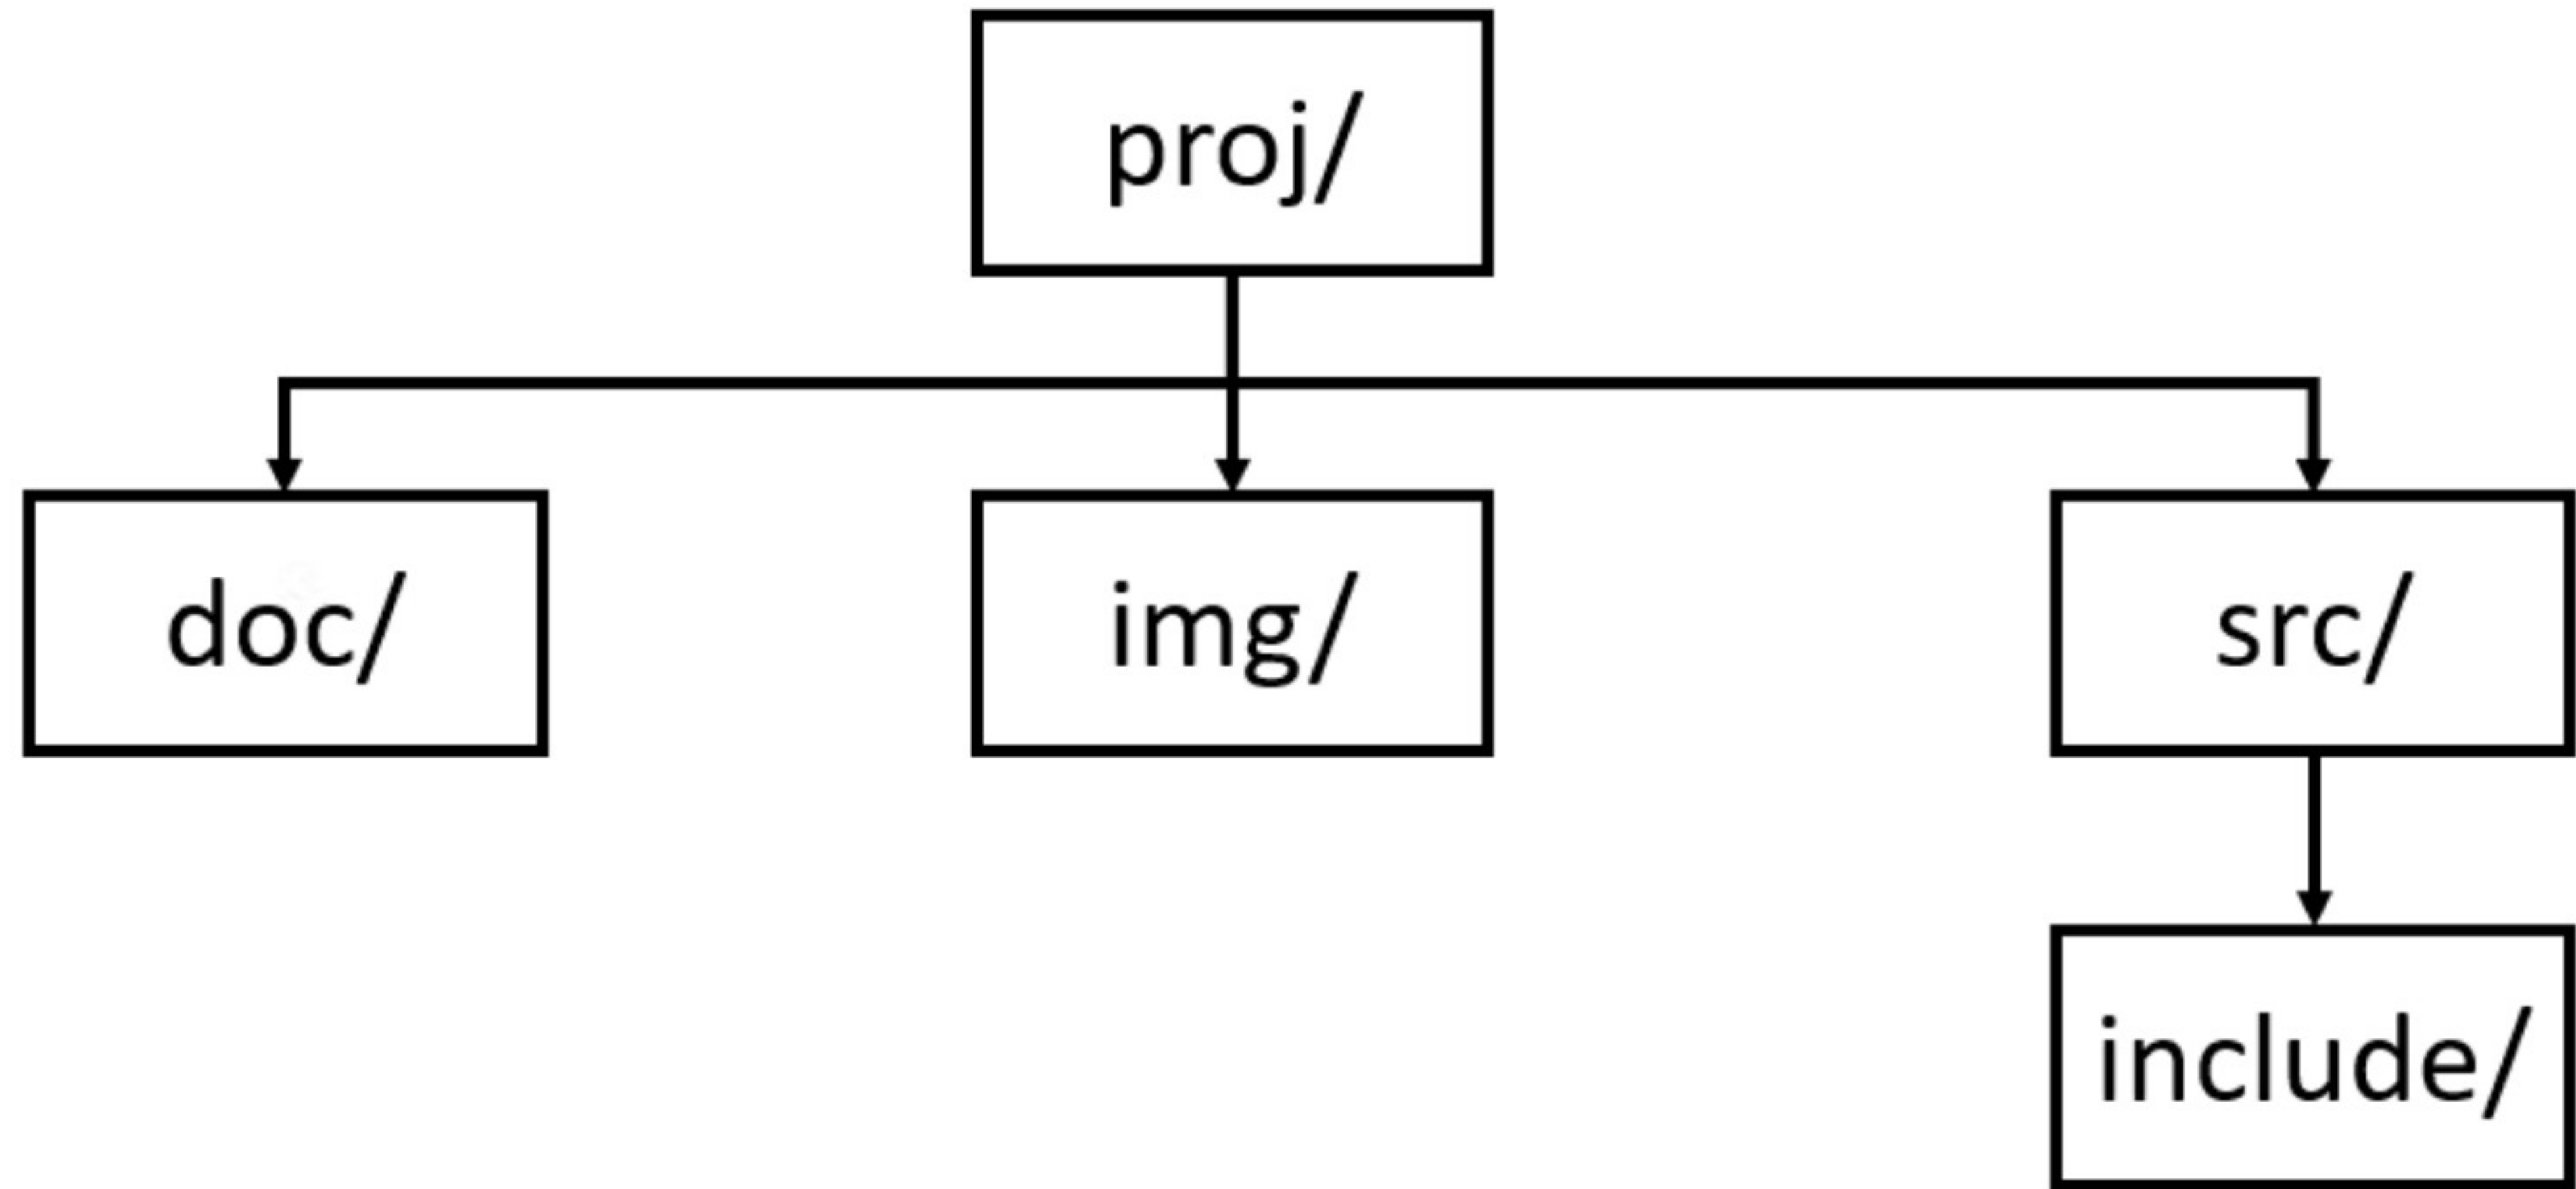 proj/
doc/
img/
src/
include/